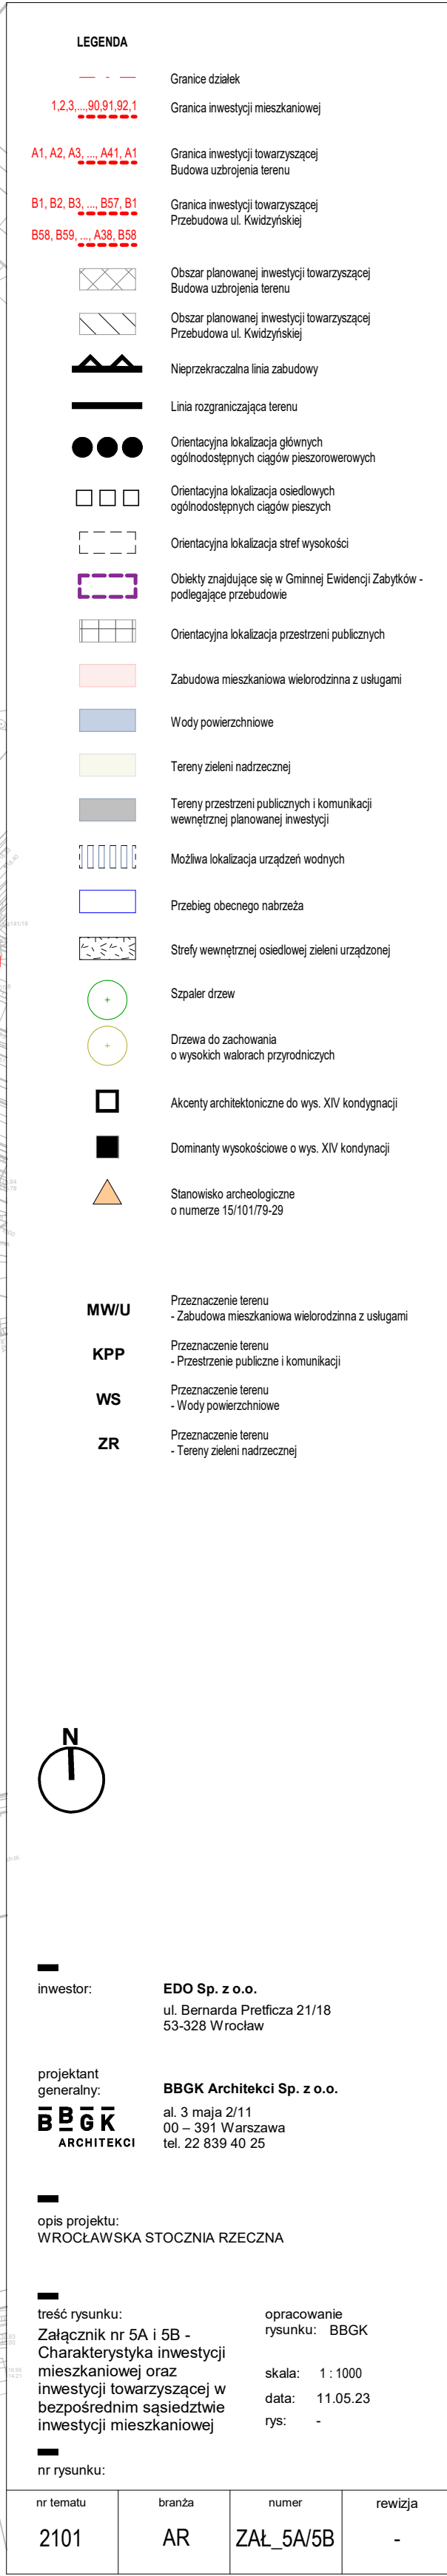 LEGENDA
Granice działek
1,2,3,...,90,91,92,1
Granica inwestycji mieszkaniowej
A1, A2, A3, ..., A41, A1
Granica inwestycji towarzyszącej
Budowa uzbrojenia terenu
B1, B2, B3, ..., B57, B1
B58, B59, ..., A38, B58
Granica inwestycji towarzyszącej
Przebudowa ul. Kwidzyńskiej
Obszar planowanej inwestycji towarzyszącej
Budowa uzbrojenia terenu
Obszar planowanej inwestycji towarzyszącej
Przebudowa ul. Kwidzyńskiej
Nieprzekraczalna linia zabudowy
Linia rozgraniczająca terenu
Orientacyjna lokalizacja głównych
ogólnodostępnych ciągów pieszorowerowych
Orientacyjna lokalizacja osiedlowych
ogólnodostępnych ciągów pieszych
Orientacyjna lokalizacja stref wysokości
Obiekty znajdujące się w Gminnej Ewidencji Zabytków -
podlegające przebudowie
Orientacyjna lokalizacja przestrzeni publicznych
Zabudowa mieszkaniowa wielorodzinna z usługami
Wody powierzchniowe
Tereny zieleni nadrzecznej
Tereny przestrzeni publicznych i komunikacji
wewnętrznej planowanej inwestycji
Możliwa lokalizacja urządzeń wodnych
Przebieg obecnego nabrzeża
Strefy wewnętrznej osiedlowej zieleni urządzonej
Szpaler drzew
Drzewa do zachowania
o wysokich walorach przyrodniczych
Akcenty architektoniczne do wys. XIV kondygnacji
Dominanty wysokościowe o wys. XIV kondynacji
Stanowisko archeologiczne
o numerze 15/101/79-29
MW/U
Przeznaczenie terenu
- Zabudowa mieszkaniowa wielorodzinna z usługami
KPP
Przeznaczenie terenu
- Przestrzenie publiczne i komunikacji
WS
Przeznaczenie terenu
- Wody powierzchniowe
ZR
Przeznaczenie terenu
- Tereny zieleni nadrzecznej
N
inwestor:
EDO Sp. z o.o.
ul. Bernarda Pretficza 21/18
53-328 Wrocław
projektant
generalny:
BBGK Architekci Sp. z o.o.
BBGK
ARCHITEKCI
al. 3 maja 2/11
00 – 391 Warszawa
tel. 22 839 40 25
opis projektu:
WROCŁAWSKA STOCZNIA RZECZNA
treść rysunku:
Załącznik nr 5A i 5B -
Charakterystyka inwestycji
mieszkaniowej oraz
inwestycji towarzyszącej w
bezpośrednim sąsiedztwie
inwestycji mieszkaniowej
opracowanie
rysunku: BBGK
skala: 1 : 1000
data: 11.05.23
rys: -
nr rysunku:
nr tematu branża numer rewizja
2101 AR ZAŁ_5A/5B -